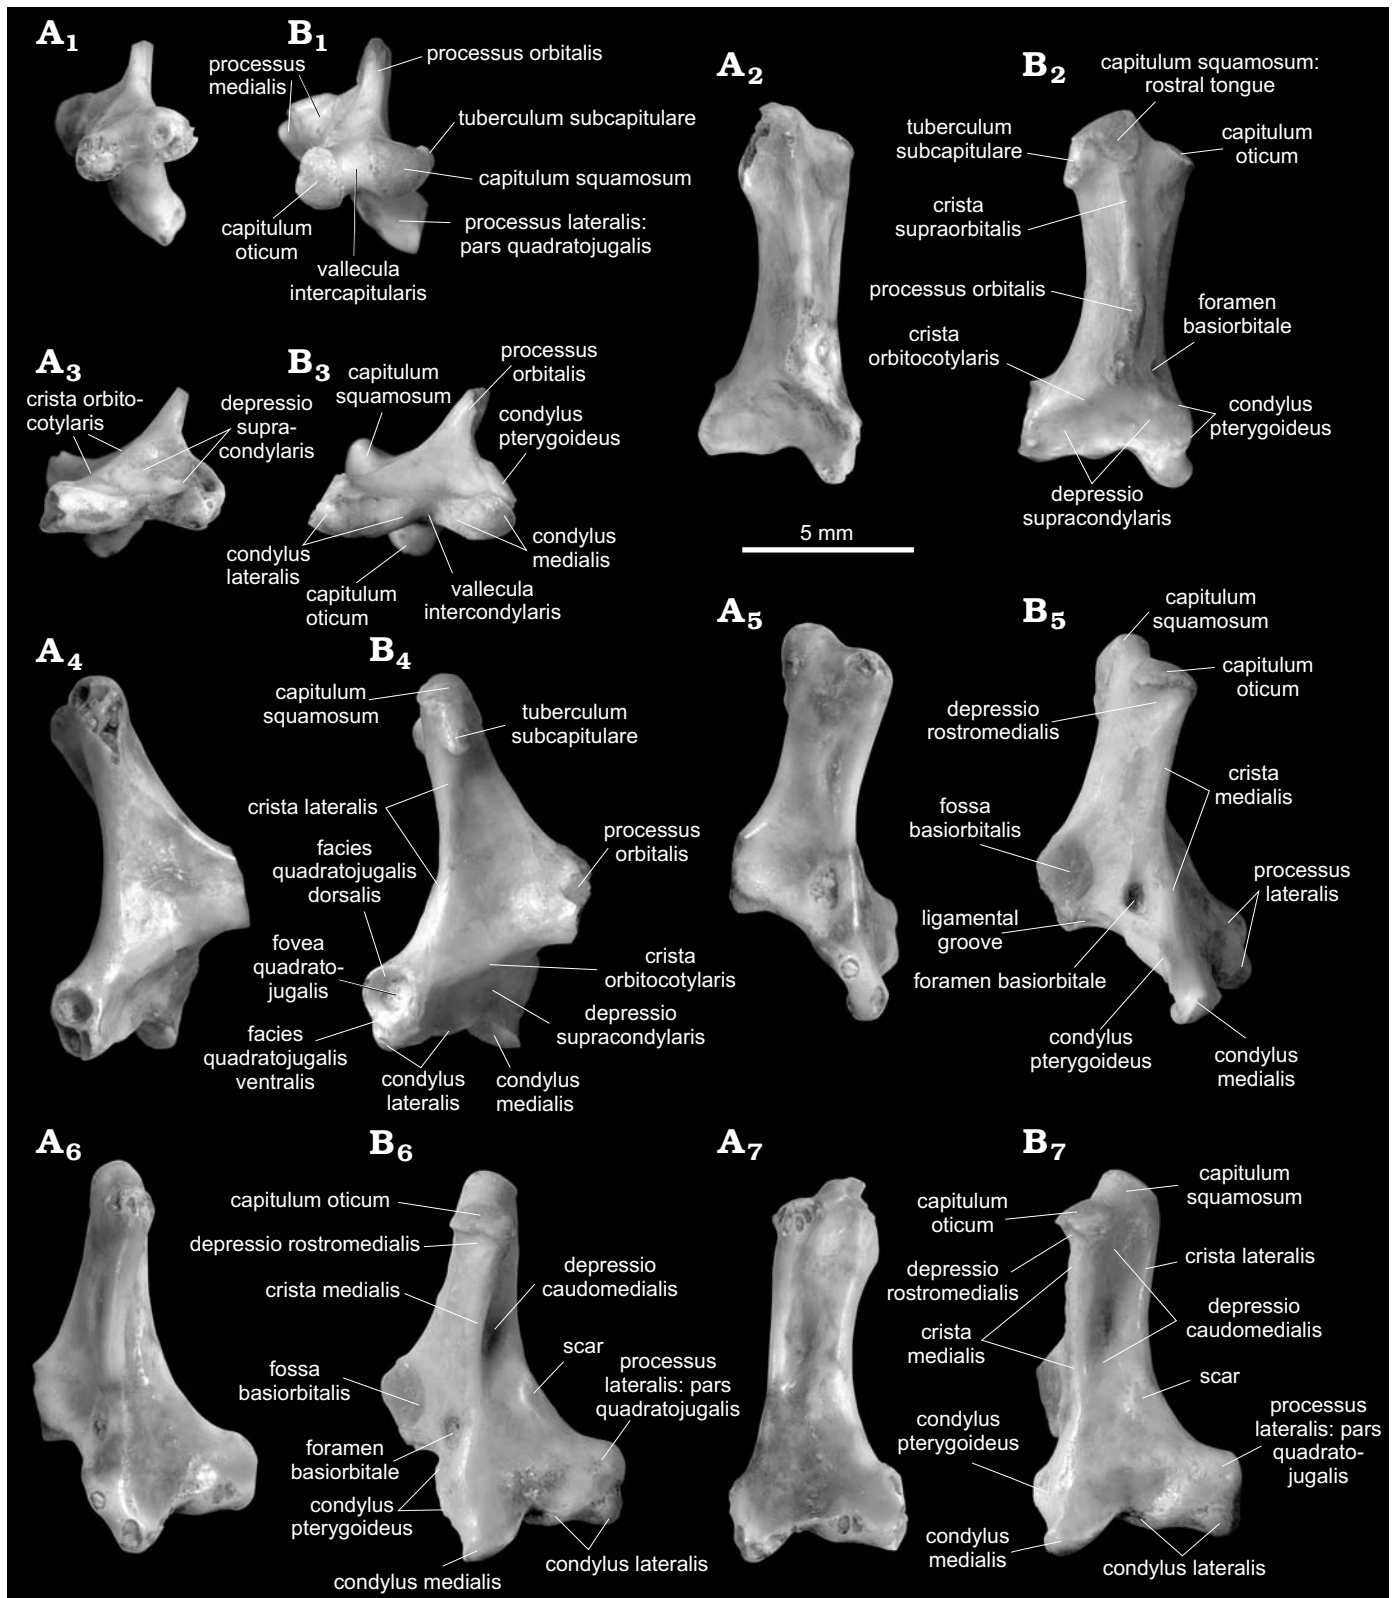 A1
B1
processus
medialis
processus orbitalis
tuberculum subcapitulare
capitulum squamosum
processus lateralis:
pars quadratojugalis
capitulum
oticum
vallecula
intercapitularis
A2
B2
capitulum squamosum:
rostral tongue
tuberculum
subcapitulare
capitulum
oticum
crista
supraorbitalis
processus orbitalis
foramen
basiorbitale
crista
orbitocotylaris
condylus
pterygoideus
depressio
supracondylaris
A3
crista orbito-
cotylaris
depressio
supra-
condylaris
B3
capitulum
squamosum
processus
orbitalis
condylus
pterygoideus
condylus
lateralis
condylus
medialis
capitulum
oticum
vallecula
intercondylaris
5 mm
A4
B4
capitulum
squamosum
tuberculum
subcapitulare
crista lateralis
facies
quadratojugalis
dorsalis
processus
orbitalis
fovea
quadrato-
jugalis
crista
orbitocotylaris
facies
quadratojugalis
ventralis
depressio
supracondylaris
condylus
lateralis
condylus
medialis
A5
B5
capitulum
squamosum
capitulum
oticum
depressio
rostromedialis
crista
medialis
fossa
basiorbitalis
processus
lateralis
ligamental
groove
foramen basiorbitale
condylus
pterygoideus
condylus
medialis
A6
B6
capitulum oticum
depressio rostromedialis
crista medialis
depressio
caudomedialis
scar
fossa
basiorbitalis
processus
lateralis: pars
quadratojugalis
foramen
basiorbitale
condylus
pterygoideus
condylus lateralis
condylus medialis
A7
B7
capitulum
squamosum
capitulum
oticum
crista lateralis
depressio
rostromedialis
depressio
caudomedialis
crista
medialis
scar
condylus
pterygoideus
processus
lateralis: pars
quadrato-
jugalis
condylus
medialis
condylus lateralis